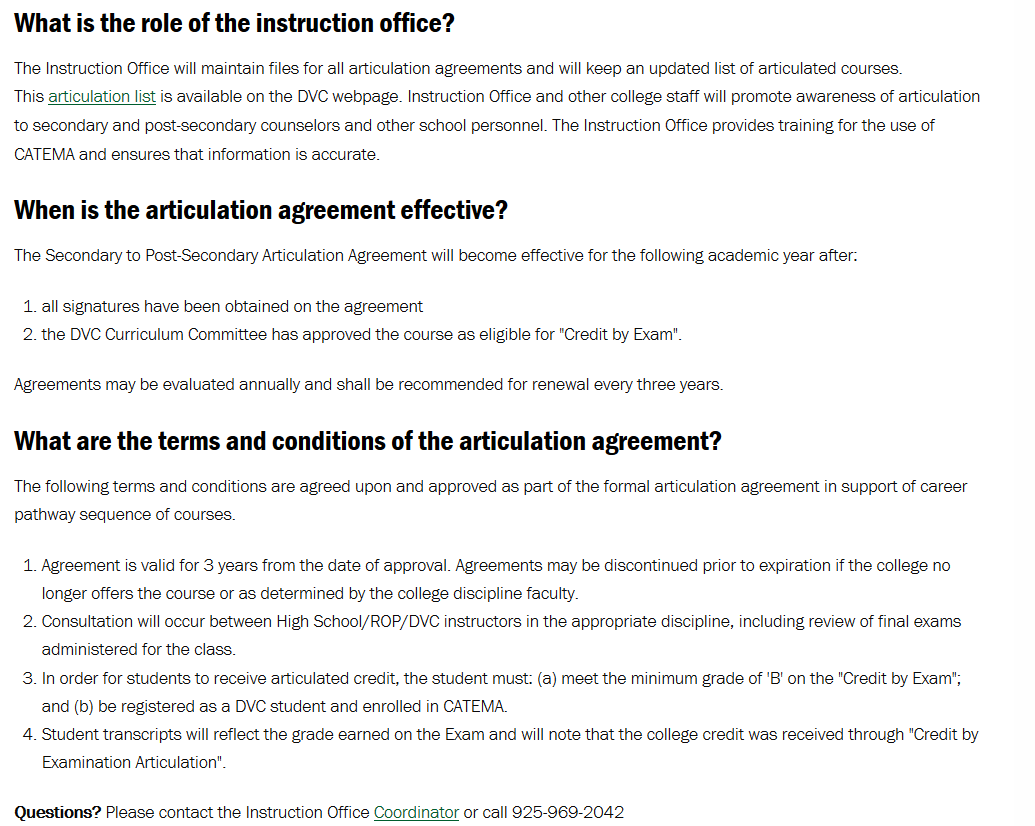 What is the role of the instruction office?
The Instruction Office will maintain files for all articulation agreements and will keep an updated list of articulated courses.
This articulation list is available on the DVC webpage. Instruction Office and other college staff will promote awareness of articulation
to secondary and post-secondary counselors and other school personnel. The Instruction Office provides training for the use of
CATEMA and ensures that information is accurate.
When is the articulation agreement effective?
The Secondary to Post-Secondary Articulation Agreement will become effective for the following academic year after:
1. all signatures have been obtained on the agreement
2. the DVC Curriculum Committee has approved the course as eligible for "Credit by Exam".
Agreements may be evaluated annually and shall be recommended for renewal every three years.
What are the terms and conditions of the articulation agreement?
The following terms and conditions are agreed upon and approved as part of the formal articulation agreement in support of career
pathway sequence of courses.
1. Agreement is valid for 3 years from the date of approval. Agreements may be discontinued prior to expiration if the college no
longer offers the course or as determined by the college discipline faculty.
2. Consultation will occur between High School/ROP/DVC instructors in the appropriate discipline, including review of final exams
administered for the class.
3. In order for students to receive articulated credit, the student must: (a) meet the minimum grade of 'B' on the "Credit by Exam";
and (b) be registered as a DVC student and enrolled in CATEMA.
4. Student transcripts will reflect the grade earned on the Exam and will note that the college credit was received through "Credit by
Examination Articulation".
Questions? Please contact the Instruction Office Coordinator or call 925-969-2042